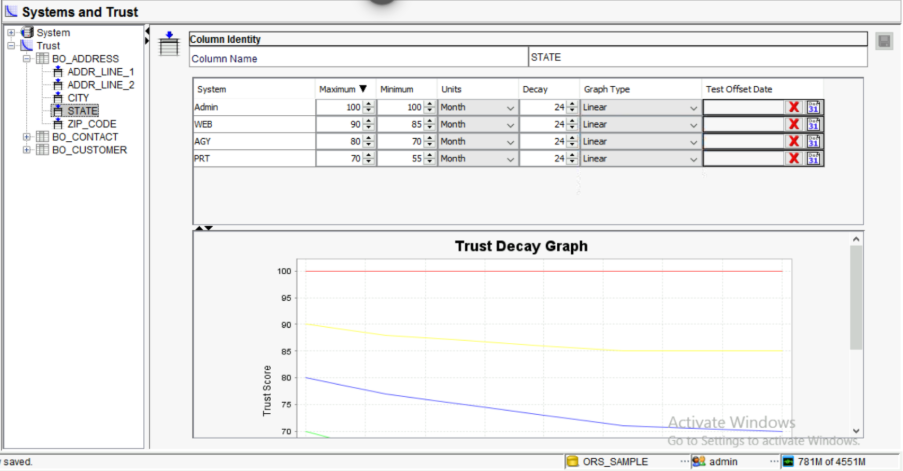 Systems and Trust
System
Trust
BO_ADDRESS
ADDR_LINE_1
ADDR_LINE_2
CITY
STATE
ZIP_CODE
BO_CONTACT
BO_CUSTOMER
Column Identity
Column Name STATE
System Maximum ▼ Minimum Units Decay Graph Type Test Offset Date
Admin 100 100 Month 24 Linear 31
WEB 90 85 Month 24 Linear 31
AGY 80 70 Month 24 Linear 31
PRT 70 55 Month 24 Linear 31
Trust Decay Graph
100
95
90
85
80
75
70
Trust Score
Activate Windows
Go to Settings to activate Windows.
saved.
ORS_SAMPLE
admin
781M of 4551M